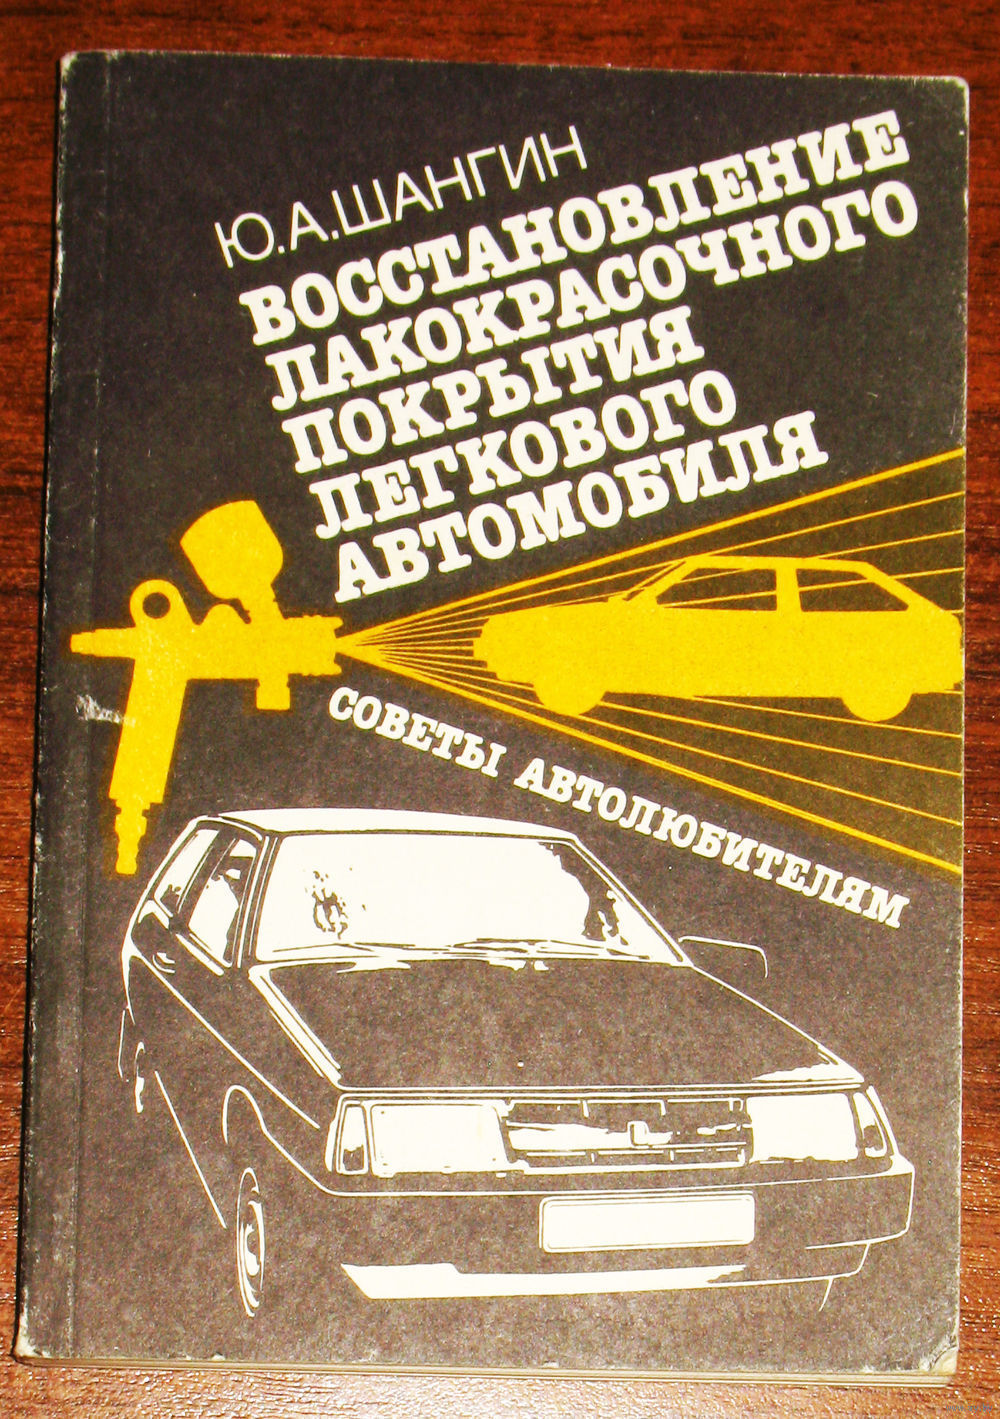 Ю.А.ШАНГИН
ВОССТАНОВЛЕНИЕ
ЛАКОКРАСОЧНОГО
ПОКРЫТИЯ
ЛЕГКОВОГО
АВТОМОБИЛЯ
СОВЕТЫ АВТОЛЮБИТЕЛЯМ